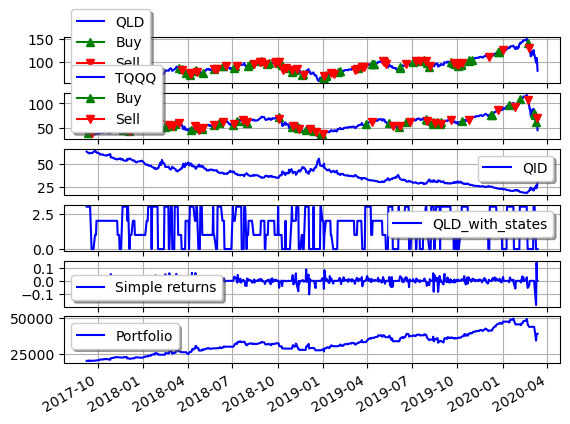 QLD
Buy
Sell
150
100
TQQQ
Buy
Sell
100
50
QID
50
25
QLD_with_states
2.5
0.0
Simple returns
0.1
0.0
−0.1
Portfolio
50000
25000
2017-10 2018-01 2018-04 2018-07 2018-10 2019-01 2019-04 2019-07 2019-10 2020-01 2020-04